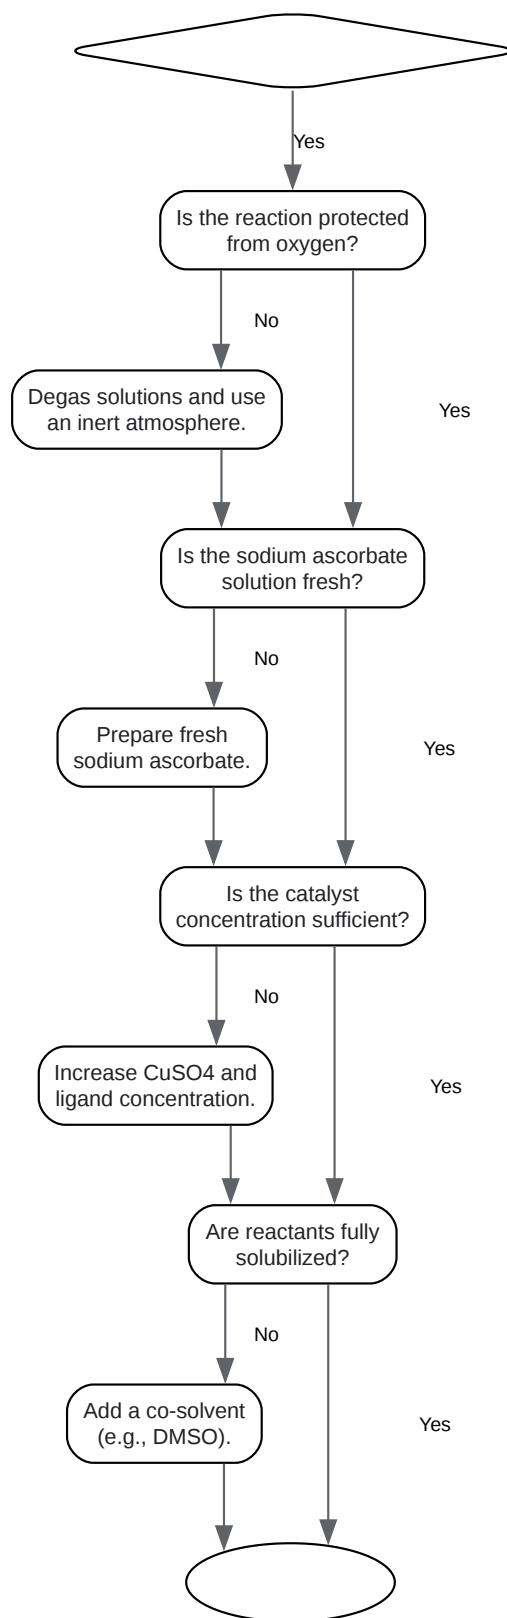 Yes
Is the reaction protected
from oxygen?
No
Degas solutions and use
an inert atmosphere.
Yes
Is the sodium ascorbate
solution fresh?
No
Prepare fresh
sodium ascorbate.
Yes
Is the catalyst
concentration sufficient?
No
Increase CuSO4 and
ligand concentration.
Yes
Are reactants fully
solubilized?
No
Add a co-solvent
(e.g., DMSO).
Yes